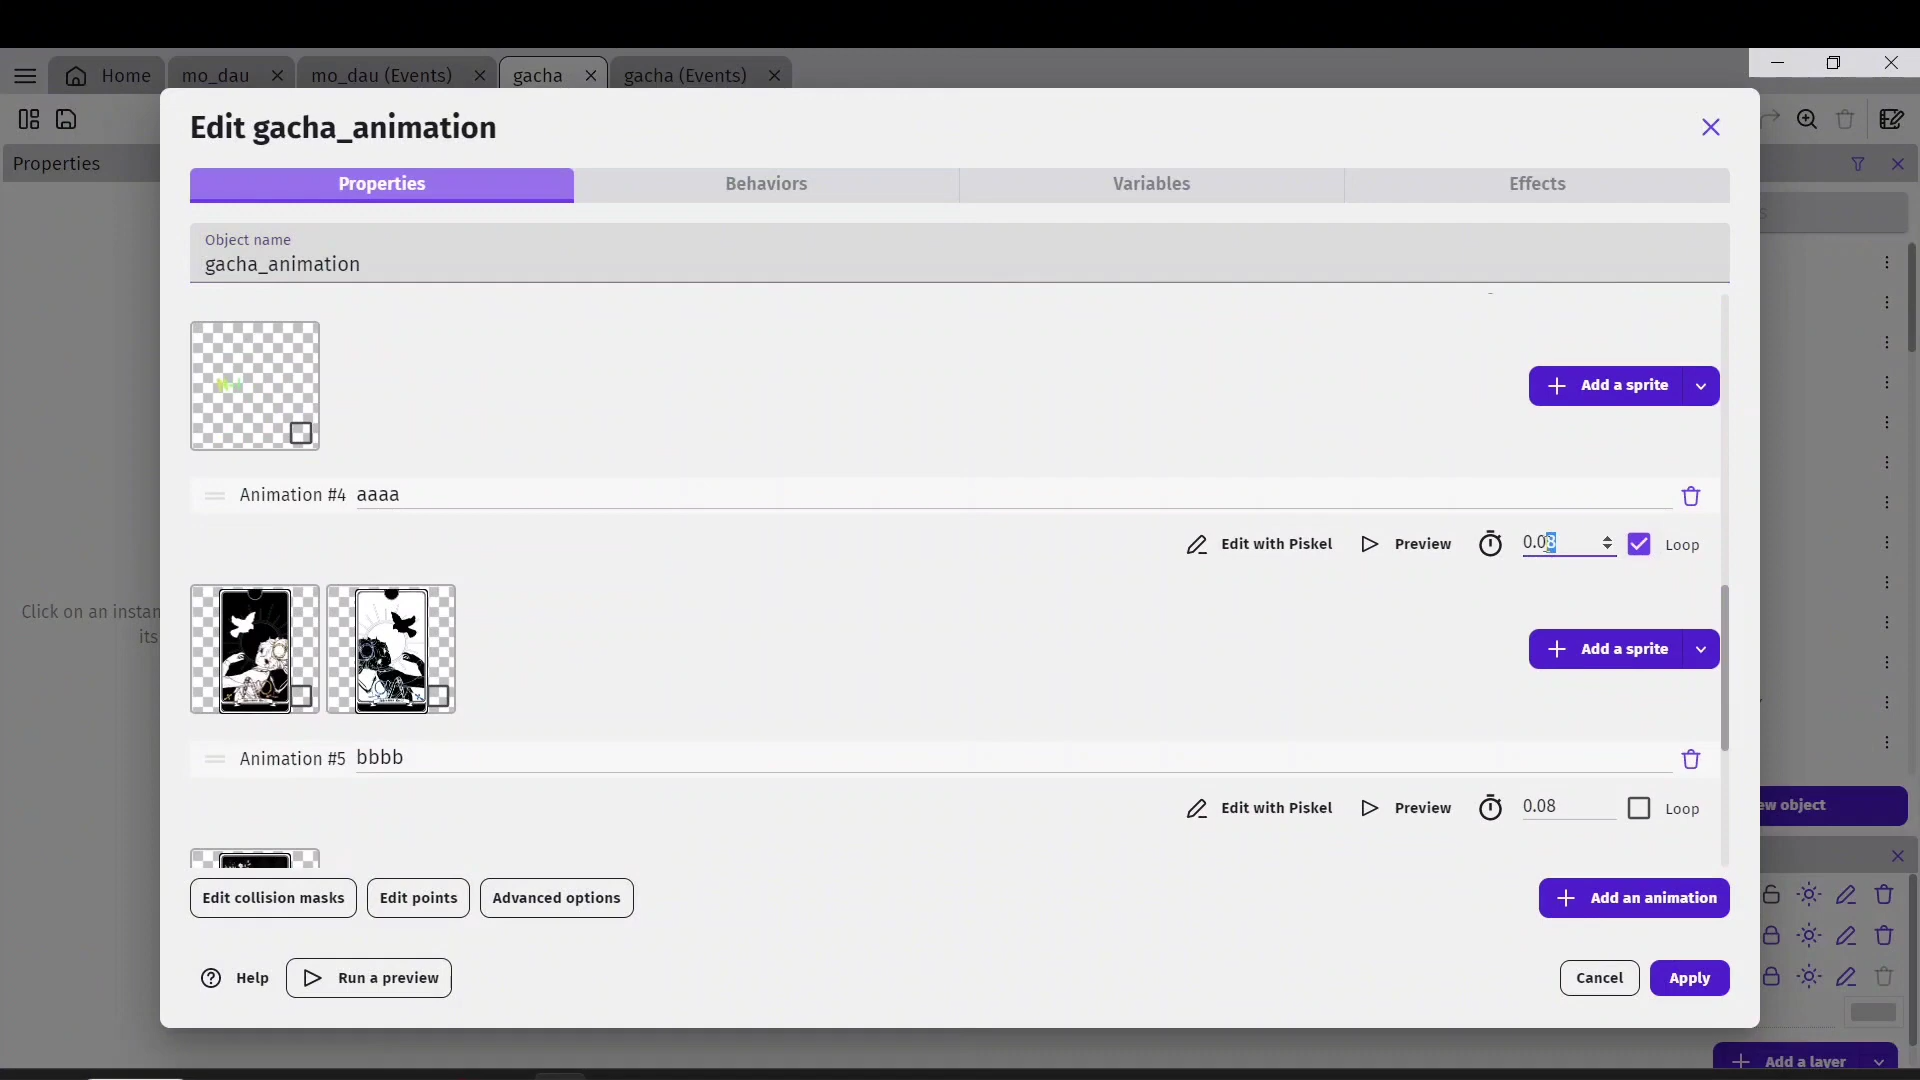 Home
mo_dau
mo_dau (Events)
gacha
gacha (Events)
Properties
Edit gacha_animation
Properties
Behaviors
Variables
Effects
Object name
gacha_animation
Add a sprite
Animation #4 aaaa
Edit with Piskel
Preview
0.08
Loop
Click on an instan
its
Add a sprite
Animation #5 bbbb
Edit with Piskel
Preview
0.08
Loop
ew object
Edit collision masks
Edit points
Advanced options
Add an animation
Help
Run a preview
Cancel
Apply
Add a layer